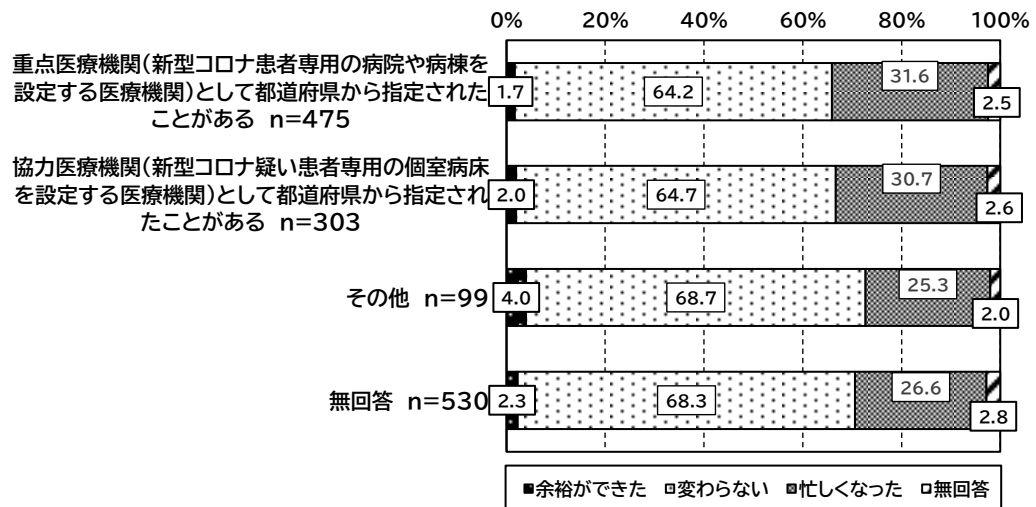 0% 20% 40% 60% 80% 100%
重点医療機関(新型コロナ患者専用の病院や病棟を
設定する医療機関)として都道府県から指定された
ことがある n=475
1.7 64.2 31.6 2.5
協力医療機関(新型コロナ疑い患者専用の個室病床
を設定する医療機関)として都道府県から指定され
たことがある n=303
2.0 64.7 30.7 2.6
その他 n=99
4.0 68.7 25.3 2.0
無回答 n=530
2.3 68.3 26.6 2.8
余裕ができた 変わらない 忙しくなった 無回答